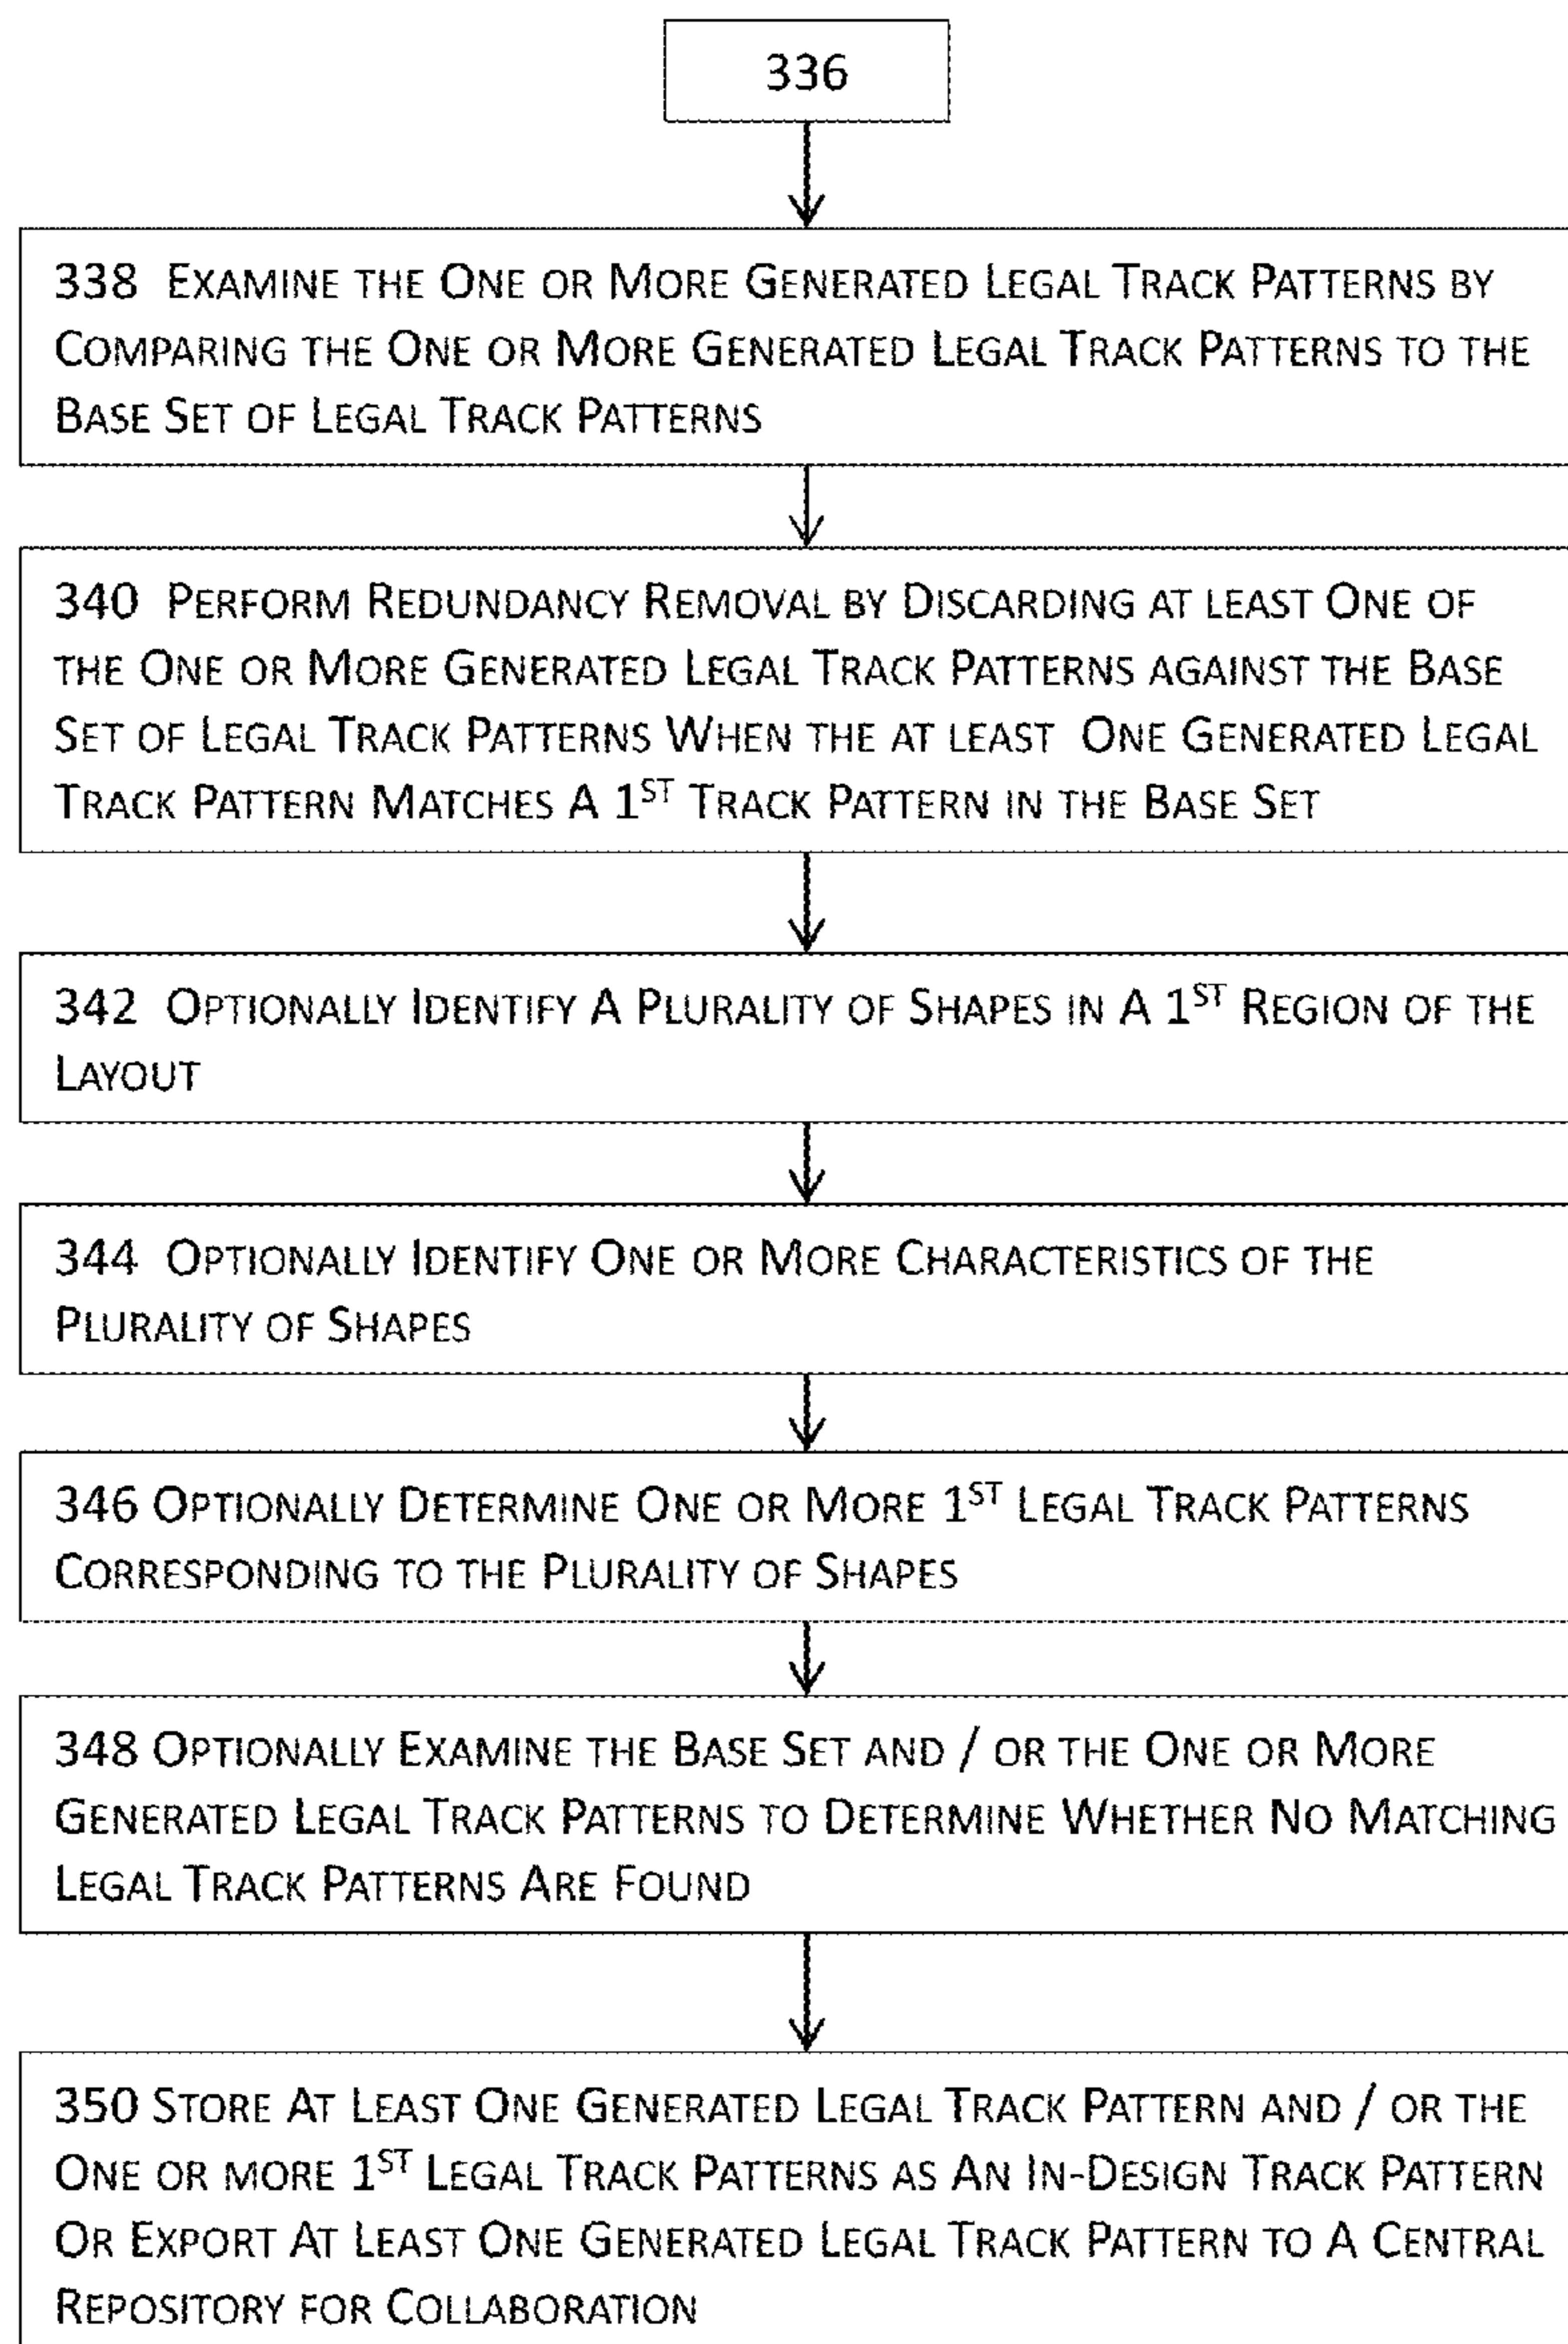 336
338 EXAMINE THE ONE OR MORE GENERATED LEGAL TRACK PATTERNS BY
COMPARING THE ONE OR MORE GENERATED LEGAL TRACK PATTERNS TO THE
BASE SET OF LEGAL TRACK PATTERNS
340 PERFORM REDUNDANCY REMOVAL BY DISCARDING AT LEAST ONE OF
THE ONE OR MORE GENERATED LEGAL TRACK PATTERNS AGAINST THE BASE
SET OF LEGAL TRACK PATTERNS WHEN THE AT LEAST ONE GENERATED LEGAL
TRACK PATTERN MATCHES A 1ST TRACK PATTERN IN THE BASE SET
342 OPTIONALLY IDENTIFY A PLURALITY OF SHAPES IN A 1ST REGION OF THE
LAYOUT
344 OPTIONALLY IDENTIFY ONE OR MORE CHARACTERISTICS OF THE
PLURALITY OF SHAPES
346 OPTIONALLY DETERMINE ONE OR MORE 1ST LEGAL TRACK PATTERNS
CORRESPONDING TO THE PLURALITY OF SHAPES
348 OPTIONALLY EXAMINE THE BASE SET AND / OR THE ONE OR MORE
GENERATED LEGAL TRACK PATTERNS TO DETERMINE WHETHER NO MATCHING
LEGAL TRACK PATTERNS ARE FOUND
350 STORE AT LEAST ONE GENERATED LEGAL TRACK PATTERN AND / OR THE
ONE OR MORE 1ST LEGAL TRACK PATTERNS AS AN IN-DESIGN TRACK PATTERN
OR EXPORT AT LEAST ONE GENERATED LEGAL TRACK PATTERN TO A CENTRAL
REPOSITORY FOR COLLABORATION